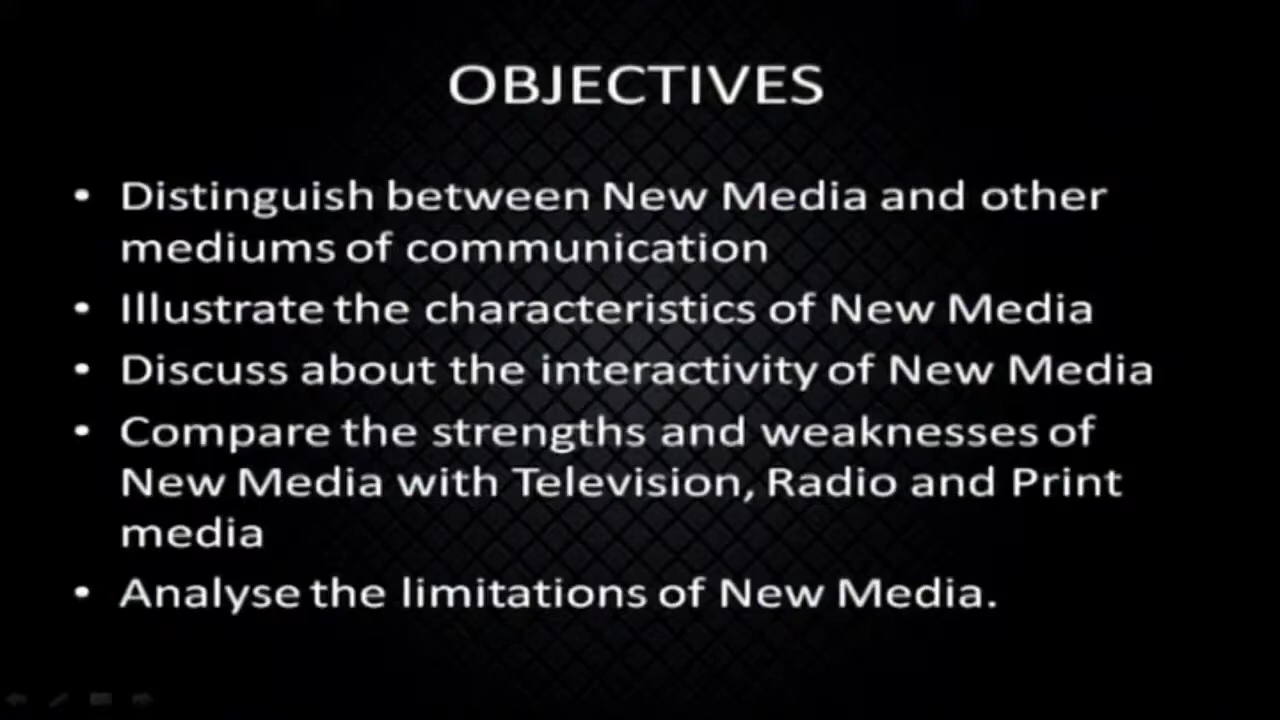 OBJECTIVES
• Distinguish between New Media and other
mediums of communication
• Illustrate the characteristics of New Media
• Discuss about the interactivity of New Media
• Compare the strengths and weaknesses of
New Media with Television, Radio and Print
media
• Analyse the limitations of New Media.